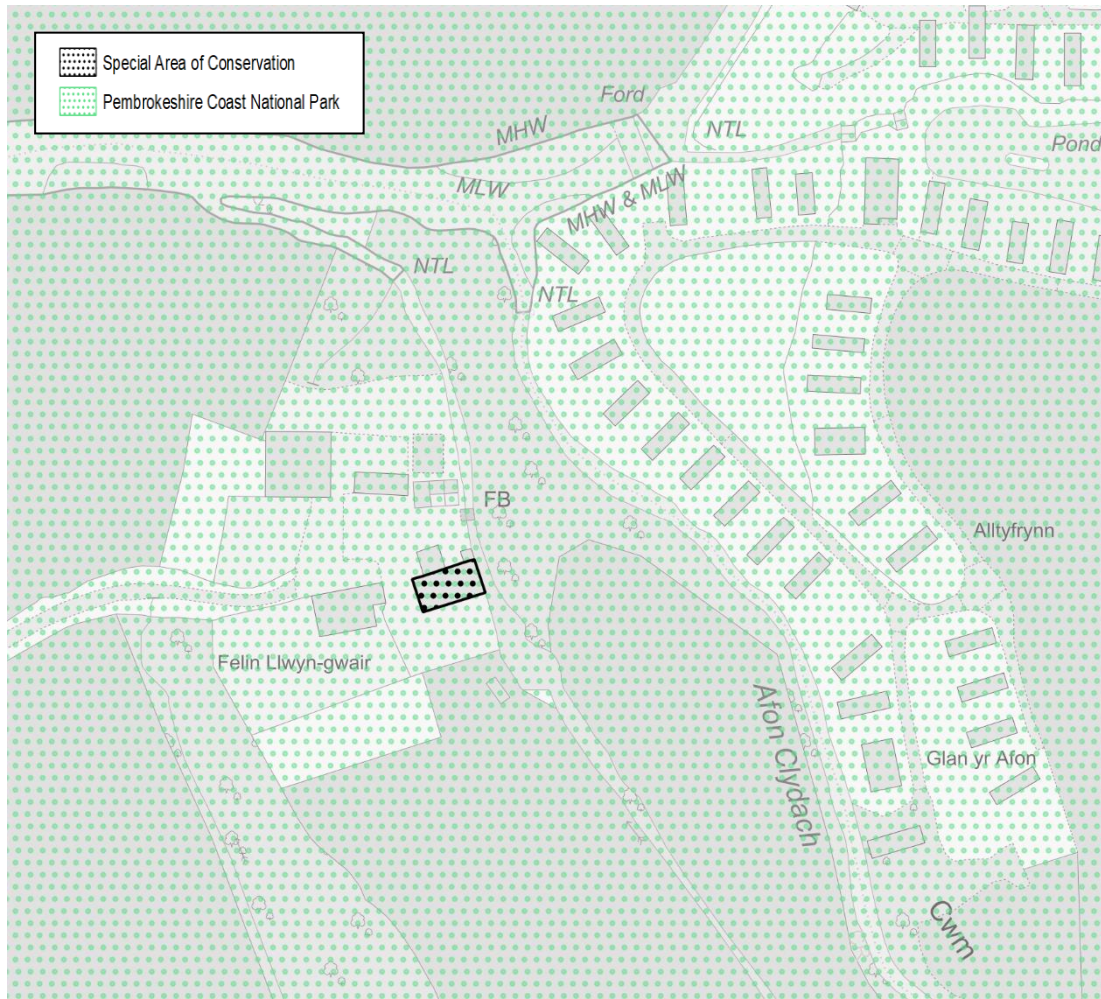 Special Area of Conservation
Pembrokeshire Coast National Park
Ford
MHW
NTL
Pond
MLW
MHW & MLW
NTL
NTL
FB
Alltyfrynn
Felin Llwyn-gwair
Afon Clydach
Glan yr Afon
Cwm